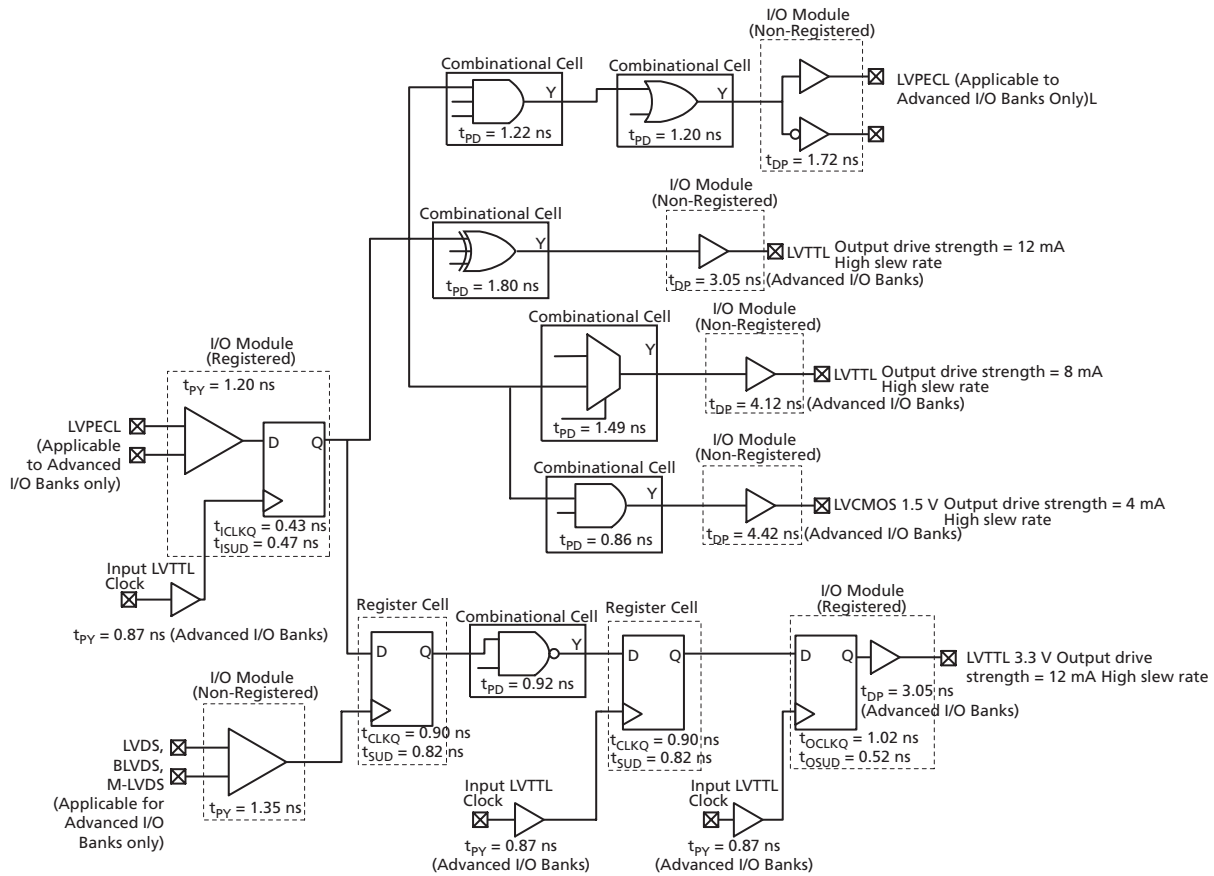 I/O Module
(Non-Registered)
Combinational Cell
Y
tPD = 1.22 ns
Combinational Cell
Y
tPD = 1.20 ns
tDP = 1.72 ns
LVPECL (Applicable to
Advanced I/O Banks Only)L
Combinational Cell
Y
tPD = 1.80 ns
I/O Module
(Non-Registered)
tDP = 3.05 ns (Advanced I/O Banks)
LVTTL Output drive strength = 12 mA
High slew rate
Combinational Cell
Y
tPD = 1.49 ns
I/O Module
(Non-Registered)
tDP = 4.12 ns (Advanced I/O Banks)
LVTTL Output drive strength = 8 mA
High slew rate
Combinational Cell
Y
tPD = 0.86 ns
I/O Module
(Non-Registered)
tDP = 4.42 ns (Advanced I/O Banks)
LVCMOS 1.5 V Output drive strength = 4 mA
High slew rate
I/O Module
(Registered)
tPY = 1.20 ns
LVPECL
(Applicable
to Advanced
I/O Banks only)
D
Q
tICLKQ = 0.43 ns
tISUD = 0.47 ns
Input LVTTL
Clock
tPY = 0.87 ns (Advanced I/O Banks)
I/O Module
(Non-Registered)
LVDS,
BLVDS,
M-LVDS
(Applicable for
Advanced I/O
Banks only)
tPY = 1.35 ns
Register Cell
D
Q
tCLKQ = 0.90 ns
tSUD = 0.82 ns
Combinational Cell
Y
tPD = 0.92 ns
Register Cell
D
Q
tCLKQ = 0.90 ns
tSUD = 0.82 ns
Input LVTTL
Clock
tPY = 0.87 ns
(Advanced I/O Banks)
I/O Module
(Registered)
D
Q
tDP = 3.05 ns
(Advanced I/O Banks)
tOCLKQ = 1.02 ns
tOSUD = 0.52 ns
LVTTL 3.3 V Output drive
strength = 12 mA High slew rate
Input LVTTL
Clock
tPY = 0.87 ns
(Advanced I/O Banks)